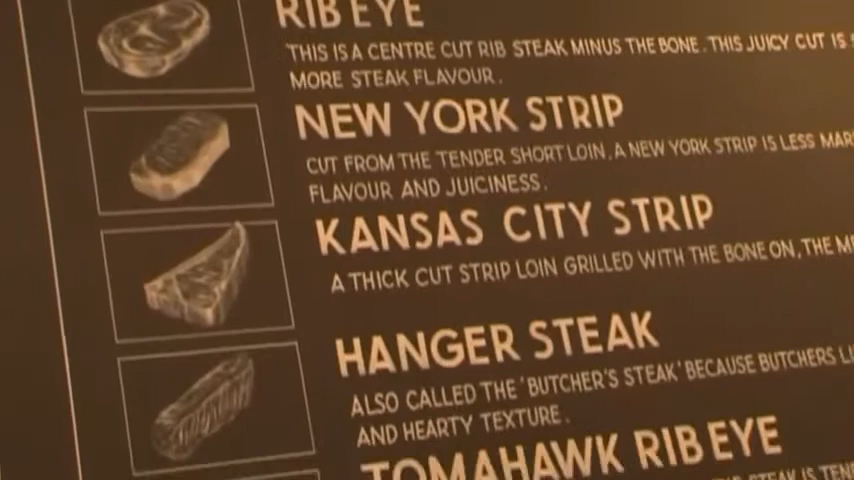 RIB EYE
THIS IS A CENTRE CUT RIB STEAK MINUS THE BONE. THIS JUICY CUT IS
MORE STEAK FLAVOUR.
NEW YORK STRIP
CUT FROM THE TENDER SHORT LOIN. A NEW YORK STRIP IS LESS
FLAVOUR AND JUICINESS.
KANSAS CITY STRIP
A THICK CUT STRIP LOIN GRILLED WITH THE BONE ON, THE
HANGER STEAK
ALSO CALLED THE 'BUTCHER'S STEAK' BECAUSE BUTCHERS
AND HEARTY TEXTURE.
TOMAHAWK RIB EYE
STEAK IS